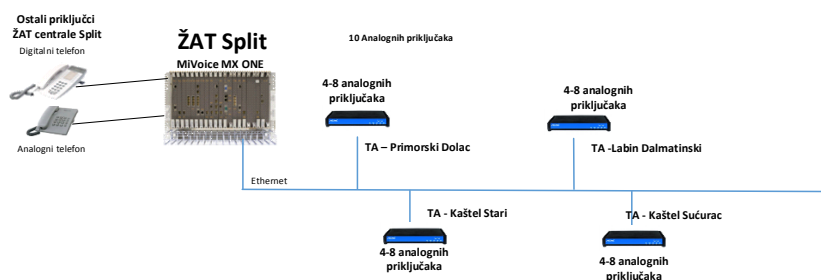 Ostali priključci
ŽAT centrale Split
Digitalni telefon
Analogni telefon
ŽAT Split
MiVoice MX ONE
10 Analognih priključaka
4-8 analognih
priključaka
TA – Primorski Dolac
4-8 analognih
priključaka
TA -Labin Dalmatinski
Ethernet
TA - Kaštel Stari
4-8 analognih
priključaka
TA - Kaštel Sućurac
4-8 analognih
priključaka